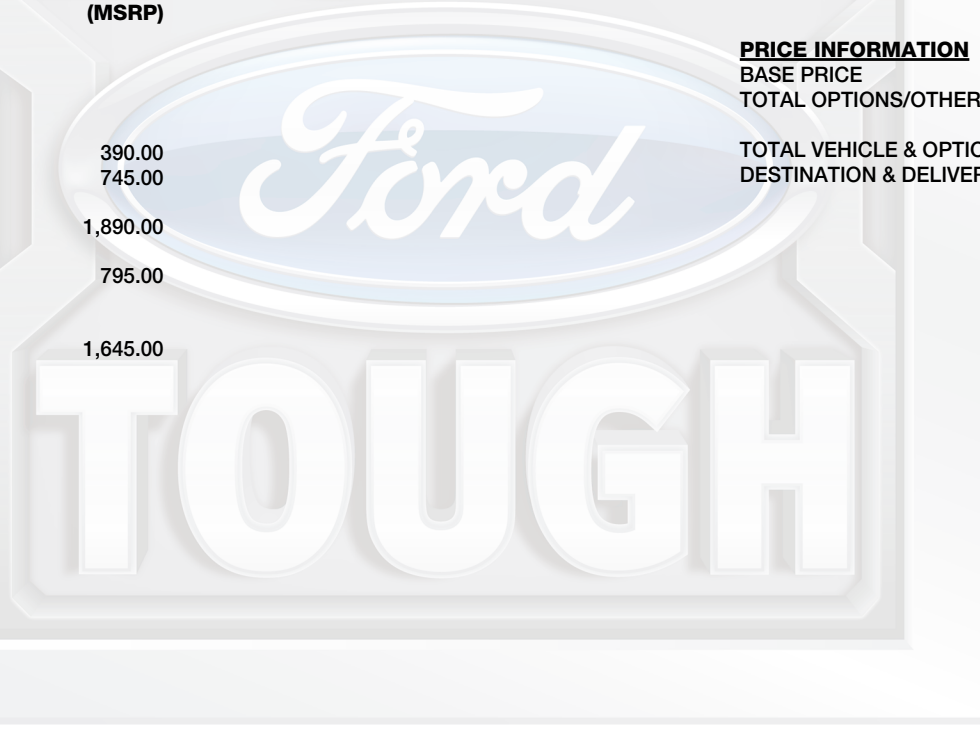 (MSRP)
390.00
745.00
1,890.00
795.00
1,645.00
PRICE INFORMATION
BASE PRICE
TOTAL OPTIONS/OTHER
TOTAL VEHICLE & OPTIO
DESTINATION & DELIVER
Ford
TOUGH